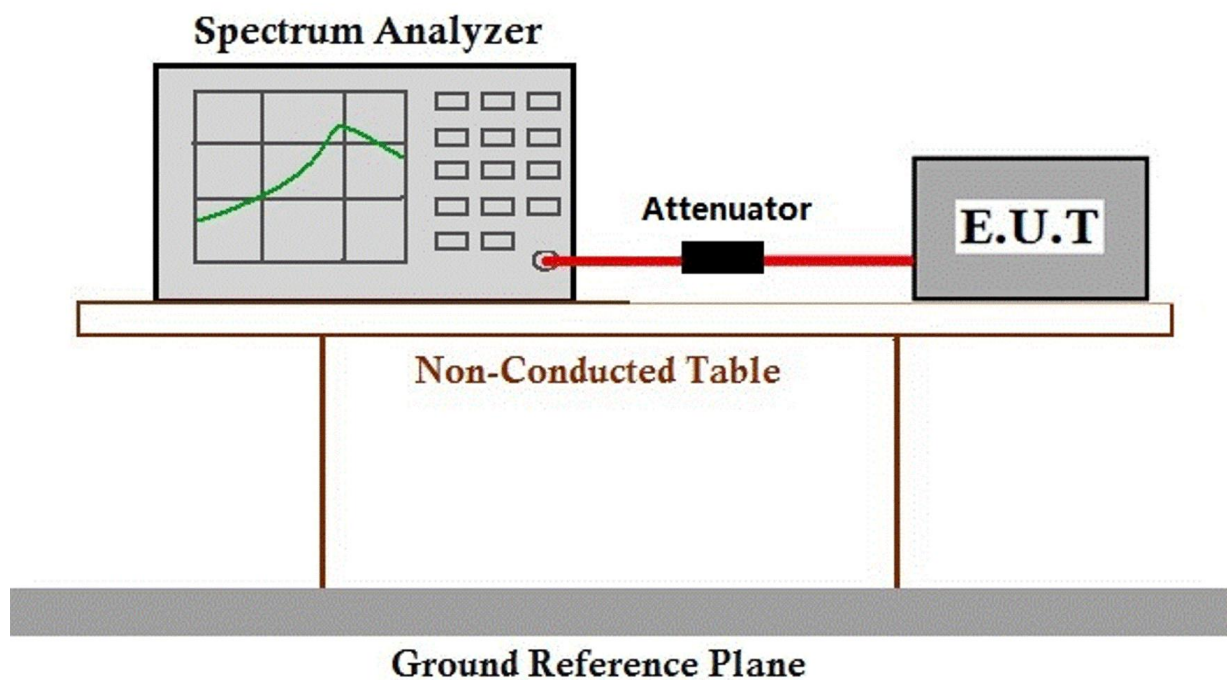 Spectrum Analyzer
Attenuator
E.U.T
Non-Conducted Table
Ground Reference Plane